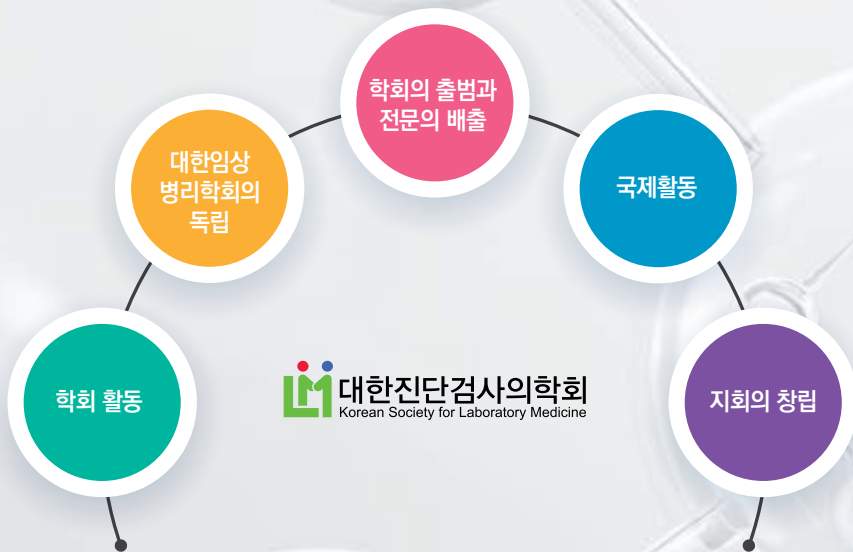 학회의 출범과
전문의 배출
대한임상
병리학회의
독립
국제활동
학회 활동
대한진단검사의학회
Korean Society for Laboratory Medicine
지회의 창립